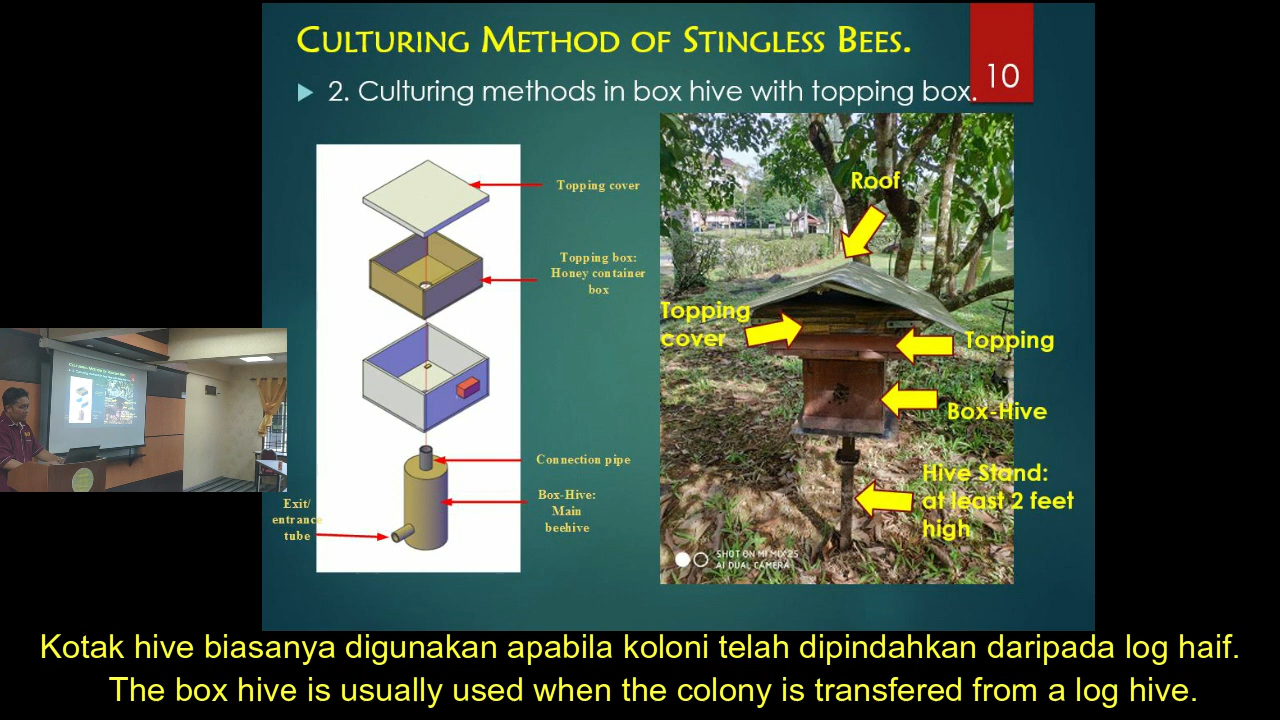 CULTURING METHOD OF STINGLESS BEES.
10
2. Culturing methods in box hive with topping box.
Topping cover
Topping box:
Honey container
box
Connection pipe
Box-Hive:
Main
beehive
Exit/
entrance
tube
Roof
Topping
cover
Topping
Box-Hive
Hive Stand:
at least 2 feet
high
SHOT ON MI MIX 2S
AI DUAL CAMERA
Kotak hive biasanya digunakan apabila koloni telah dipindahkan daripada log haif.
The box hive is usually used when the colony is transfered from a log hive.